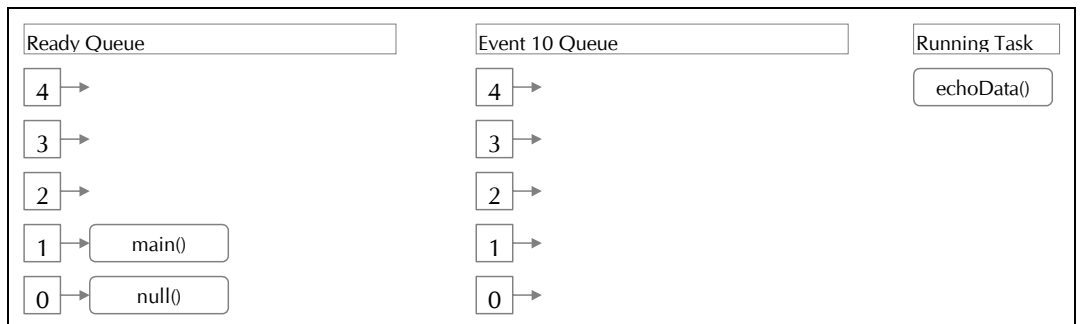 Ready Queue
Event 10 Queue
Running Task
4
4
echoData()
3
3
2
2
1
main()
1
0
null()
0